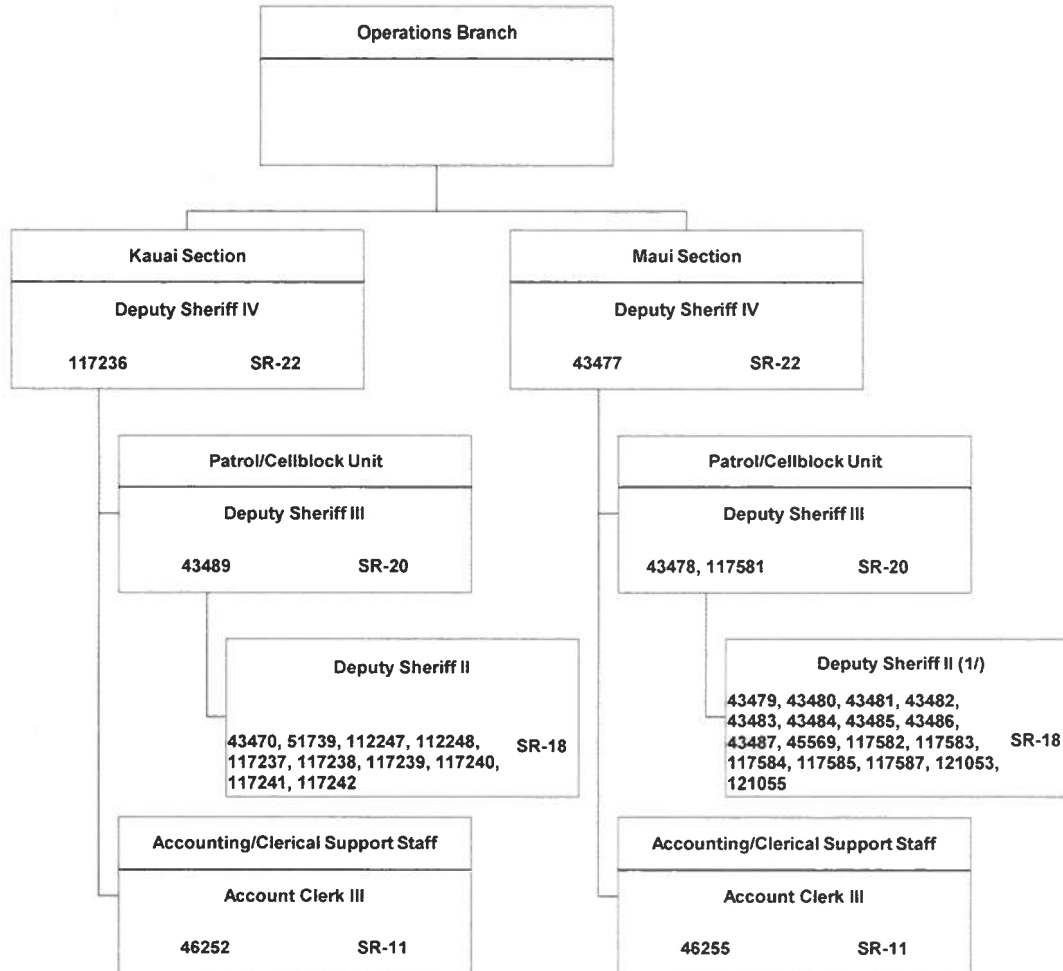 Operations Branch
Kauai Section
Deputy Sheriff IV
117236 SR-22
Patrol/Cellblock Unit
Deputy Sheriff III
43489 SR-20
Deputy Sheriff II
43470, 51739, 112247, 112248,
117237, 117238, 117239, 117240,
117241, 117242
SR-18
Accounting/Clerical Support Staff
Account Clerk III
46252 SR-11
Maui Section
Deputy Sheriff IV
43477 SR-22
Patrol/Cellblock Unit
Deputy Sheriff III
43478, 117581 SR-20
Deputy Sheriff II (1/)
43479, 43480, 43481, 43482,
43483, 43484, 43485, 43486,
43487, 45569, 117582, 117583,
117584, 117585, 117587, 121053,
121055
SR-18
Accounting/Clerical Support Staff
Account Clerk III
46255 SR-11